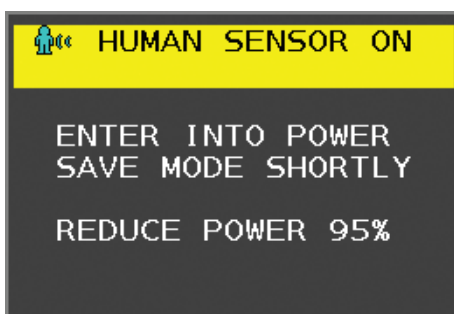 HUMAN SENSOR ON
ENTER INTO POWER
SAVE MODE SHORTLY
REDUCE POWER 95%